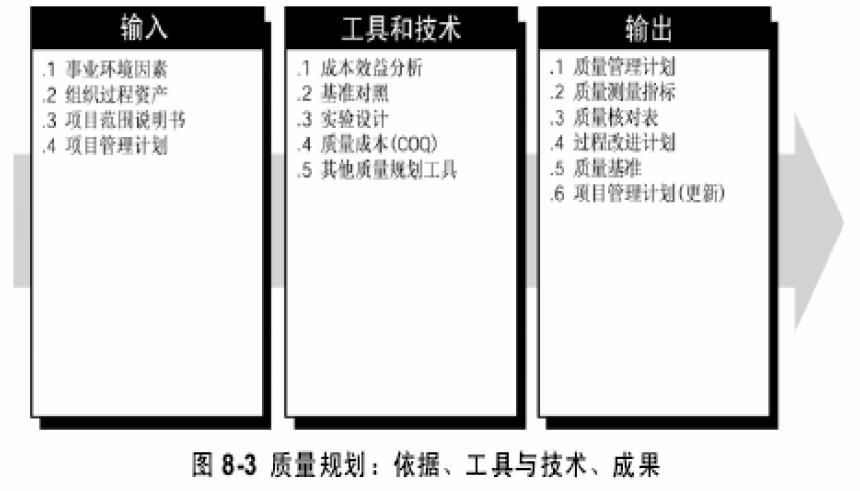 输入
.1 事业环境因素
.2 组织过程资产
.3 项目范围说明书
.4 项目管理计划
工具和技术
.1 成本效益分析
.2 基准对照
.3 实验设计
.4 质量成本(COQ)
.5 其他质量规划工具
输出
.1 质量管理计划
.2 质量测量指标
.3 质量核对表
.4 过程改进计划
.5 质量基准
.6 项目管理计划(更新)
图 8-3 质量规划：依据、工具与技术、成果